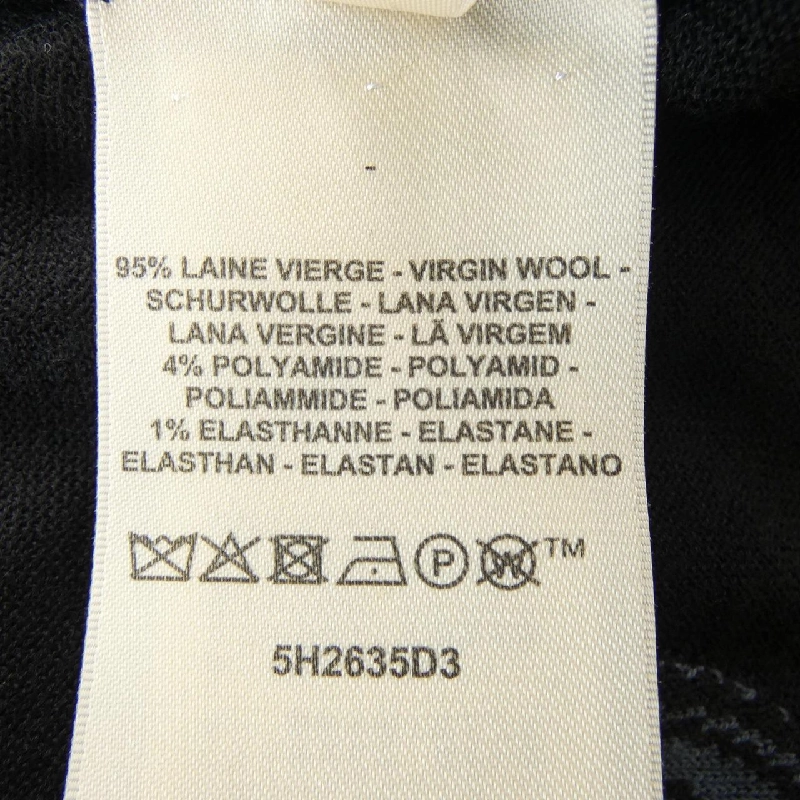 95% LAINE VIERGE - VIRGIN WOOL -
SCHURWOLLE - LANA VIRGEN -
LANA VERGINE - LÃ VIRGEM
4% POLYAMIDE - POLYAMID -
POLIAMMIDE - POLIAMIDA
1% ELASTHANNE - ELASTANE -
ELASTHAN - ELASTAN - ELASTANO
P W TM
5H2635D3